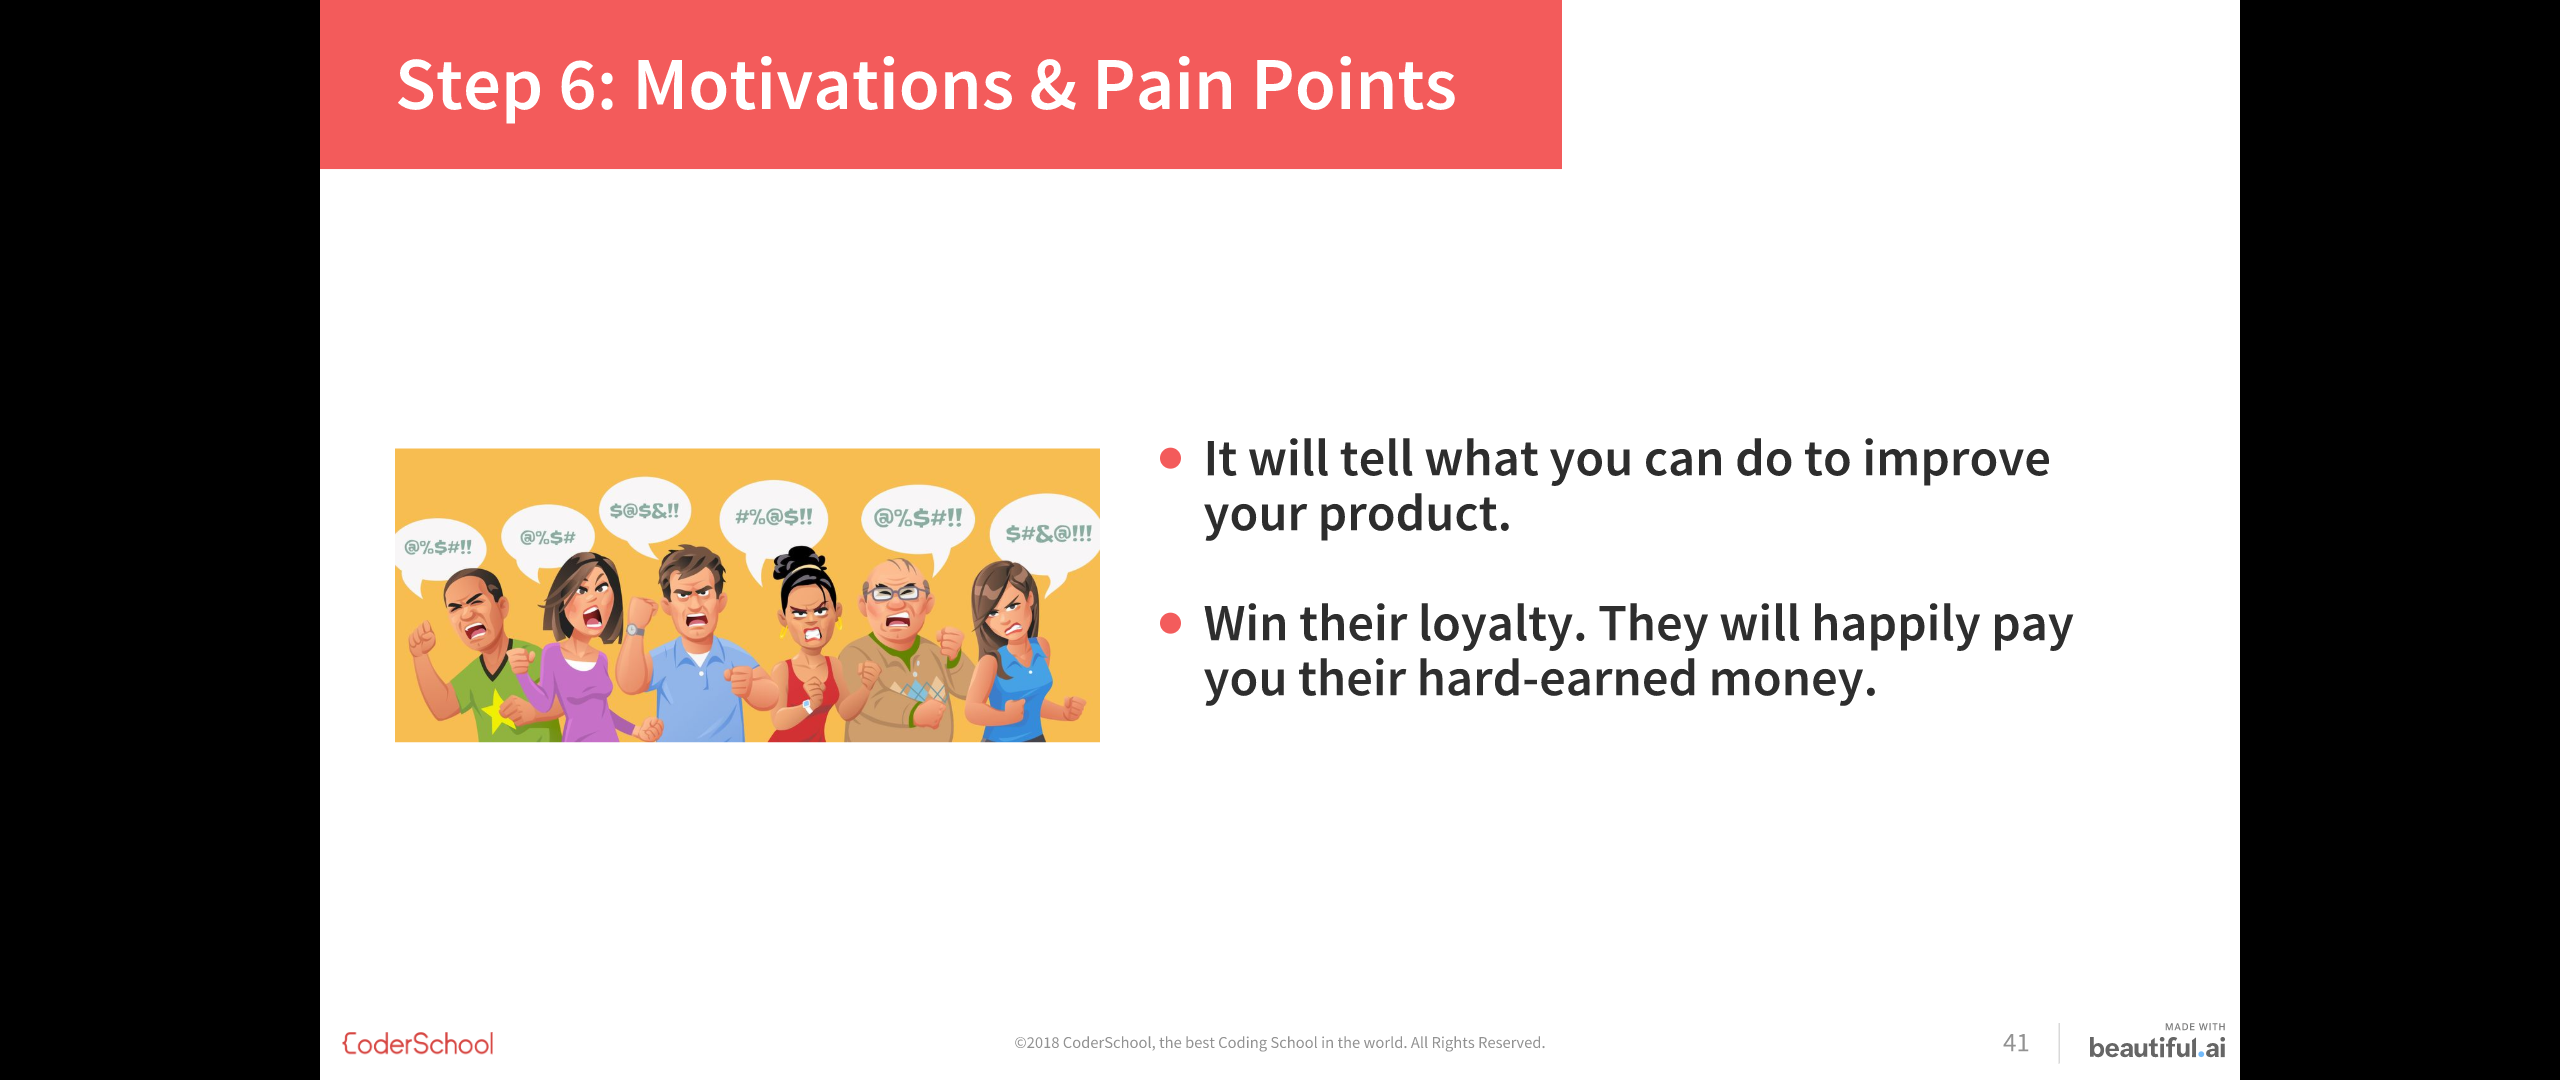 Step 6: Motivations & Pain Points
@%$#!!
@%$#
$@$&!!
#%@$!!
@%$#!!
$#&@!!!
It will tell what you can do to improve
your product.
Win their loyalty. They will happily pay
you their hard-earned money.
CoderSchool
©2018 CoderSchool, the best Coding School in the world. All Rights Reserved.
41
MADE WITH
beautiful.ai